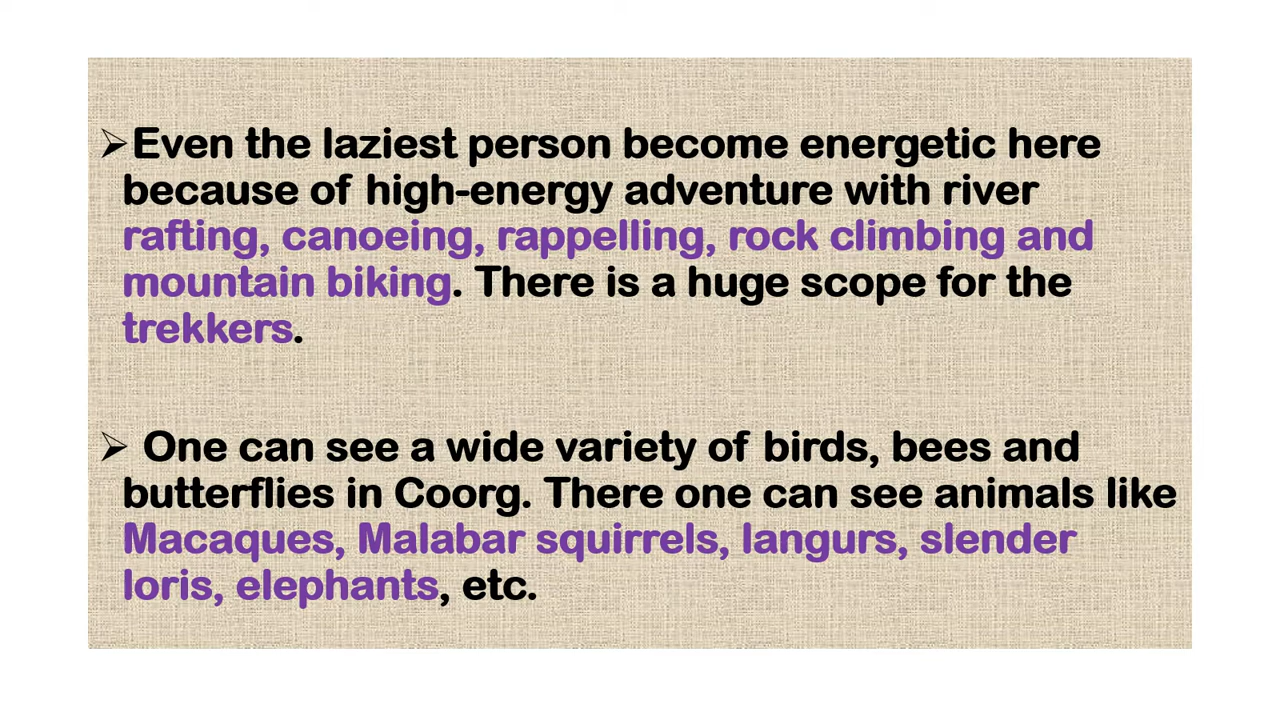 ➢Even the laziest person become energetic here
because of high-energy adventure with river
rafting, canoeing, rappelling, rock climbing and
mountain biking. There is a huge scope for the
trekkers.
➢ One can see a wide variety of birds, bees and
butterflies in Coorg. There one can see animals like
Macaques, Malabar squirrels, langurs, slender
loris, elephants, etc.